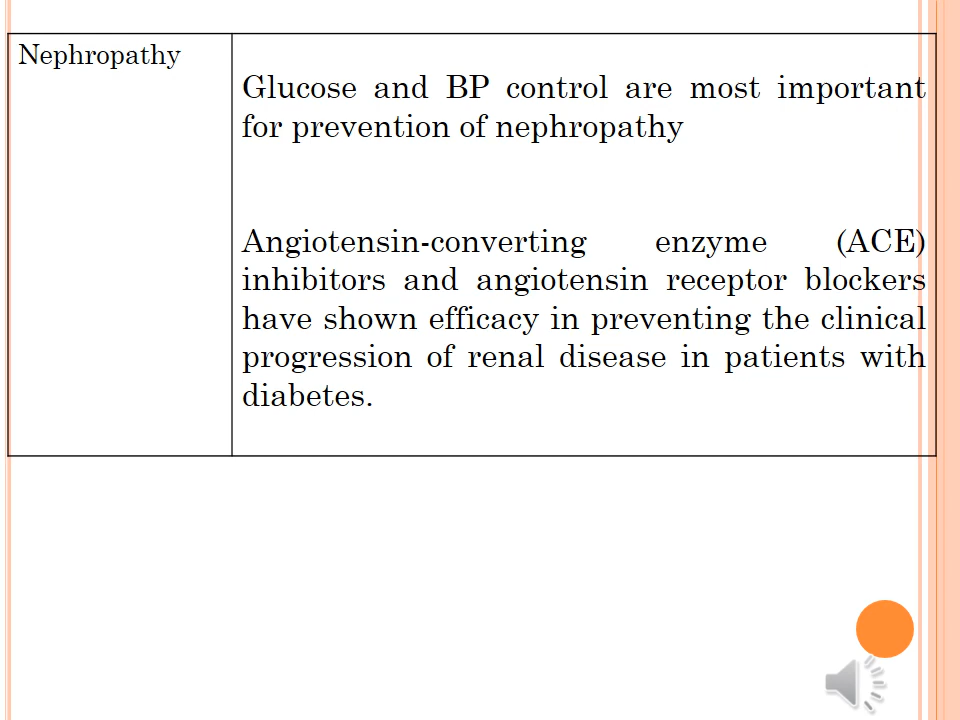 Nephropathy
Glucose and BP control are most important
for prevention of nephropathy
Angiotensin-converting enzyme (ACE)
inhibitors and angiotensin receptor blockers
have shown efficacy in preventing the clinical
progression of renal disease in patients with
diabetes.